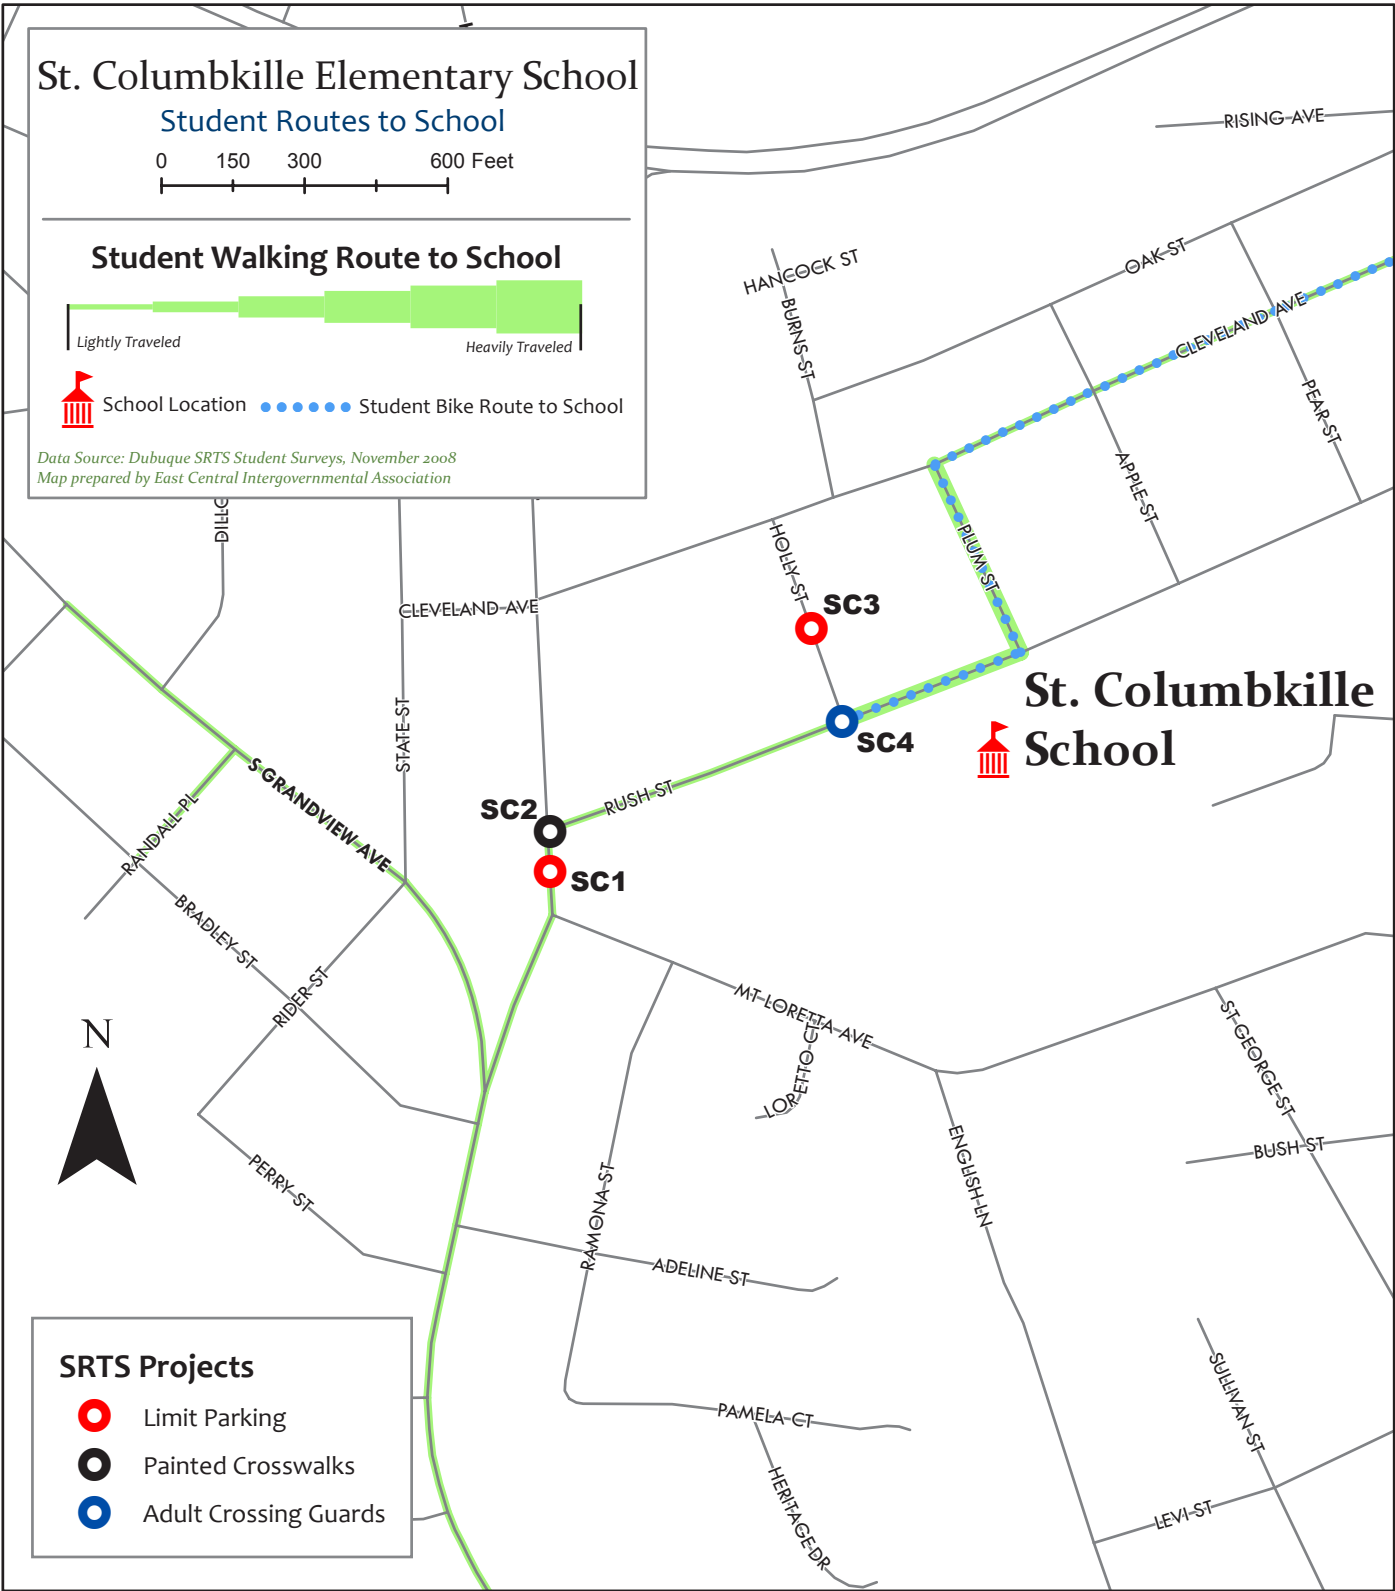 St. Columbkille Elementary School
Student Routes to School
0 150 300 600 Feet
Student Walking Route to School
Lightly Traveled
Heavily Traveled
School Location
Student Bike Route to School
Data Source: Dubuque SRTS Student Surveys, November 2008
Map prepared by East Central Intergovernmental Association
RISING AVE
OAK ST
HANCOCK ST
BURNS ST
CLEVELAND AVE
PEAR ST
APPLE ST
PLUM ST
HOLLY ST
CLEVELAND AVE
STATE ST
SC3
SC4
St. Columbkille
School
RUSH ST
SC2
SC1
S GRANDVIEW AVE
RANDALL PL
BRADLEY ST
RIDER ST
PERRY ST
N
MT LORETTA AVE
LORETTO CT
RAMONA ST
ADELINE ST
ENGLISH LN
ST GEORGE ST
BUSH ST
PAMELA CT
HERITAGE DR
SULLIVAN ST
LEVI ST
SRTS Projects
Limit Parking
Painted Crosswalks
Adult Crossing Guards